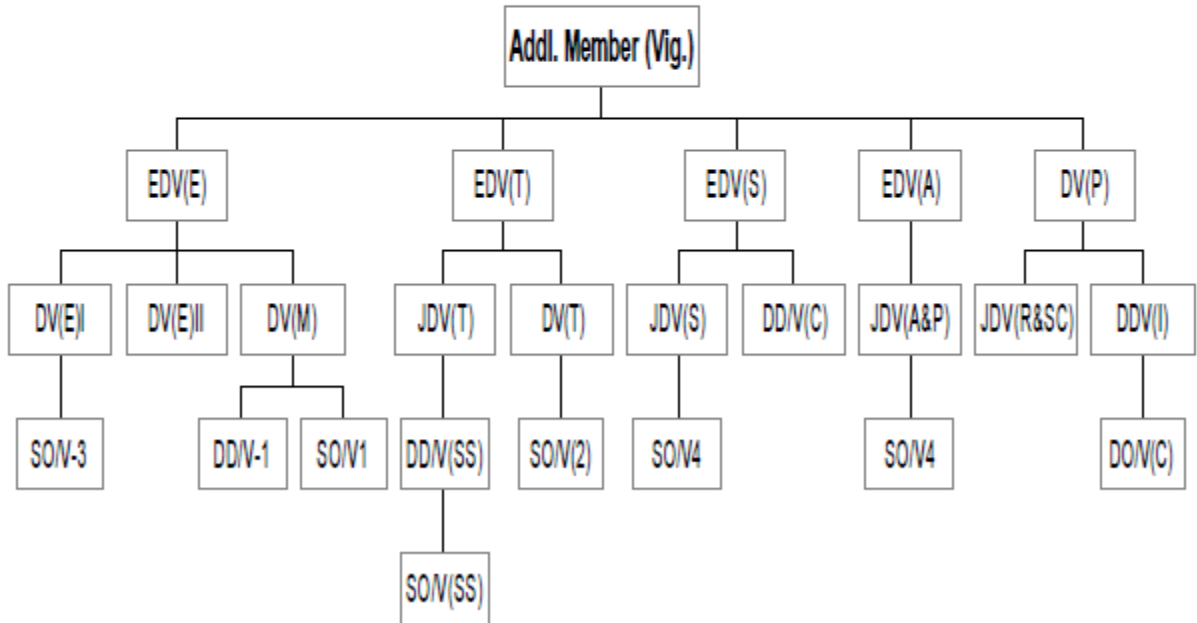 Addl. Member (Vig.)
EDV(E)
EDV(T)
EDV(S)
EDV(A)
DV(P)
DV(E)I
DV(E)II
DV(M)
JDV(T)
DV(T)
JDV(S)
DD/V(C)
JDV(A&P)
JDV(R&SC)
DDV(I)
SO/V-3
DD/V-1
SO/V1
DD/V(SS)
SO/V(2)
SO/V4
SO/V4
DO/V(C)
SO/V(SS)